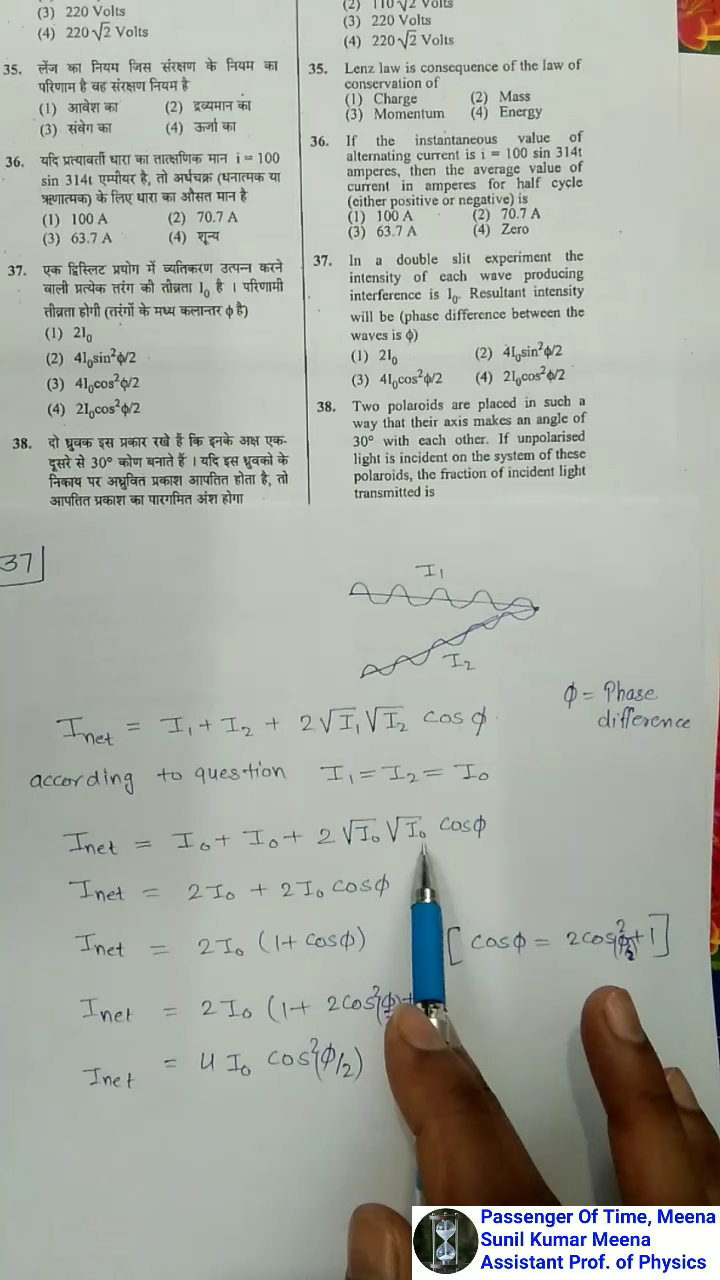 (3) 220 Volts
(4) 220√2 Volts
35. लेंज का नियम जिस संरक्षण के नियम का
परिणाम है वह संरक्षण नियम है
(1) आवेश का (2) द्रव्यमान का
(3) संवेग का (4) ऊर्जा का
36. यदि प्रत्यावर्ती धारा का तात्क्षणिक मान i = 100
sin 314t एम्पीयर है, तो अर्धचक्र (धनात्मक या
ऋणात्मक) के लिए धारा का औसत मान है
(1) 100 A (2) 70.7 A
(3) 63.7 A (4) शून्य
37. एक द्विस्लिट प्रयोग में व्यतिकरण उत्पन्न करने
वाली प्रत्येक तरंग की तीव्रता I₀ है । परिणामी
तीव्रता होगी (तरंगों के मध्य कलान्तर ϕ है)
(1) 2I₀
(2) 4I₀sin²ϕ/2
(3) 4I₀cos²ϕ/2
(4) 2I₀cos²ϕ/2
38. दो ध्रुवक इस प्रकार रखे हैं कि इनके अक्ष एक-
दूसरे से 30° कोण बनाते हैं । यदि इस ध्रुवको के
निकाय पर अध्रुवित प्रकाश आपतित होता है, तो
आपतित प्रकाश का पारगमित अंश होगा
(2) 110√2 Volts
(3) 220 Volts
(4) 220√2 Volts
35. Lenz law is consequence of the law of
conservation of
(1) Charge (2) Mass
(3) Momentum (4) Energy
36. If the instantaneous value of
alternating current is i = 100 sin 314t
amperes, then the average value of
current in amperes for half cycle
(either positive or negative) is
(1) 100 A (2) 70.7 A
(3) 63.7 A (4) Zero
37. In a double slit experiment the
intensity of each wave producing
interference is I₀. Resultant intensity
will be (phase difference between the
waves is ϕ)
(1) 2I₀ (2) 4I₀sin²ϕ/2
(3) 4I₀cos²ϕ/2 (4) 2I₀cos²ϕ/2
38. Two polaroids are placed in such a
way that their axis makes an angle of
30° with each other. If unpolarised
light is incident on the system of these
polaroids, the fraction of incident light
transmitted is
37
I₁
I₂
ϕ = Phase
difference
Inet = I₁ + I₂ + 2√I₁√I₂ cosϕ
according to question I₁ = I₂ = I₀
Inet = I₀ + I₀ + 2√I₀√I₀ cosϕ
Inet = 2I₀ + 2I₀ cosϕ
Inet = 2I₀ (1 + cosϕ) [cosϕ = 2cos²(ϕ/2)+1]
Inet = 2I₀ (1 + 2cos²(ϕ/2)+
Inet = 4 I₀ cos²(ϕ/2)
Passenger Of Time, Meena
Sunil Kumar Meena
Assistant Prof. of Physics